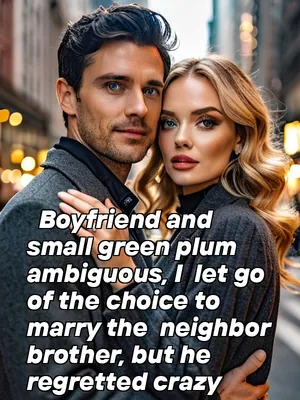 Boyfriend and
small green plum
ambiguous, I let go
of the choice to
marry the neighbor
brother, but he
regretted crazy